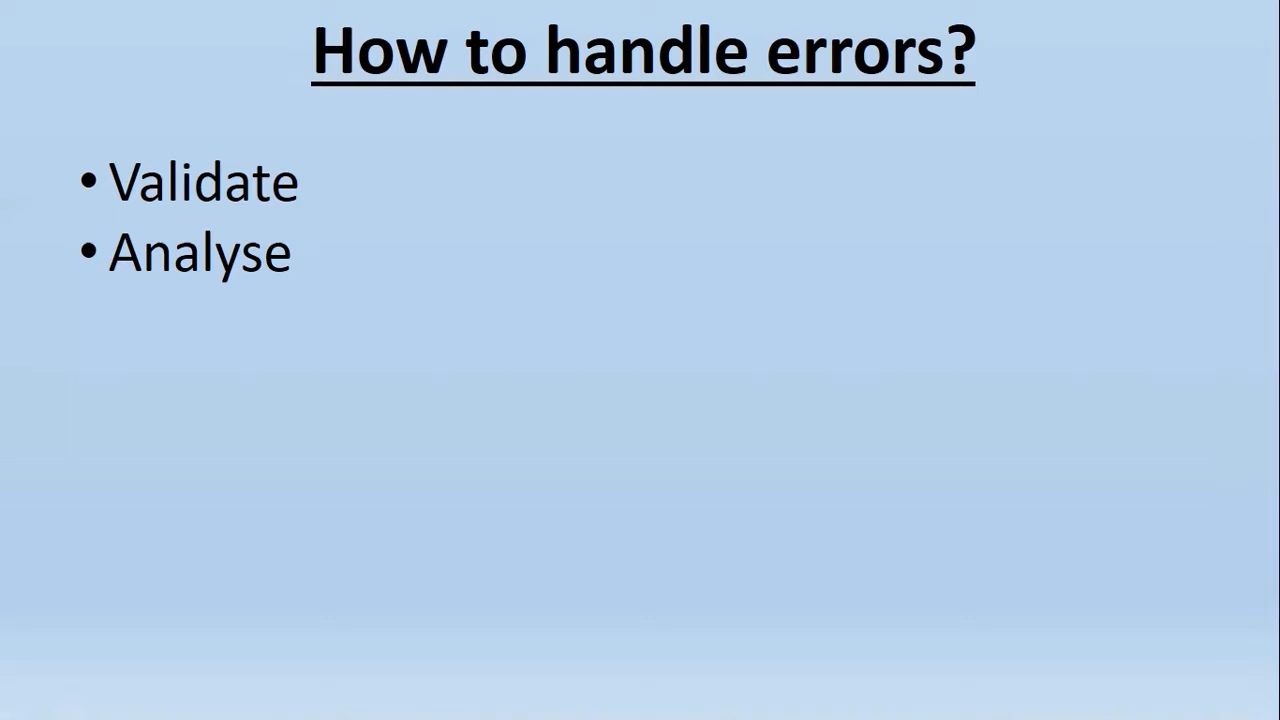 How to handle errors?
• Validate
• Analyse